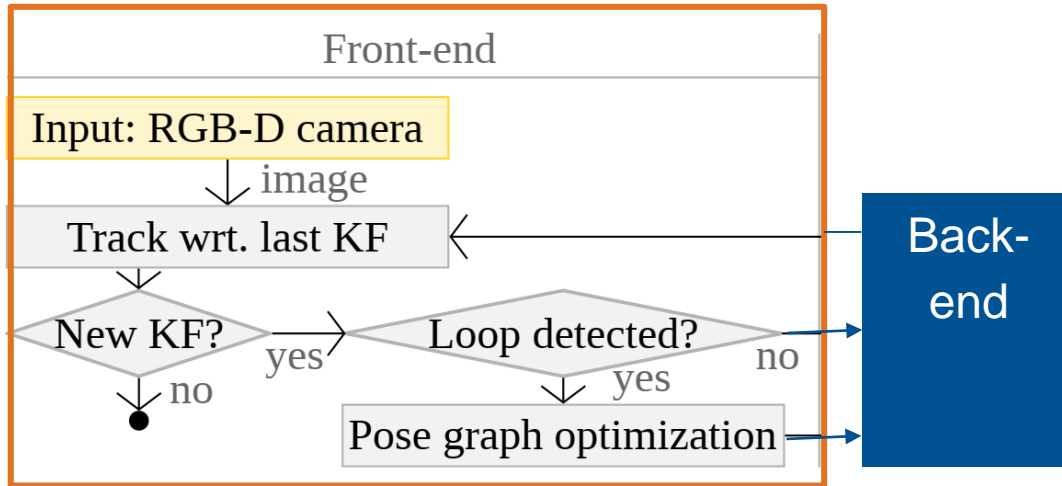 Front-end
Input: RGB-D camera
image
Track wrt. last KF
New KF?
yes
Loop detected?
no
no
yes
Pose graph optimization
Back-
end